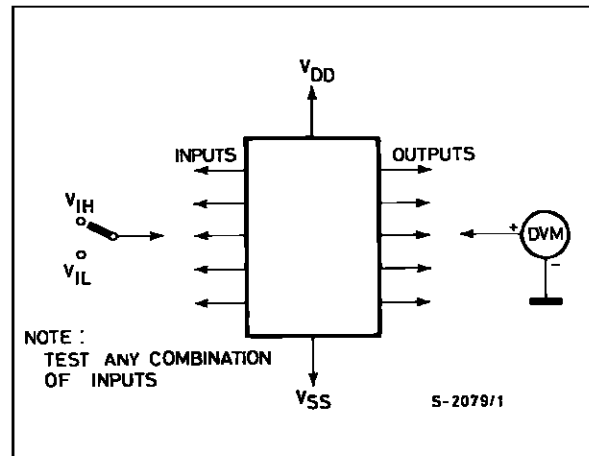 VDD
INPUTS
OUTPUTS
VIH
VIL
+
DVM
−
NOTE :
TEST ANY COMBINATION
OF INPUTS
VSS
S-2079/1